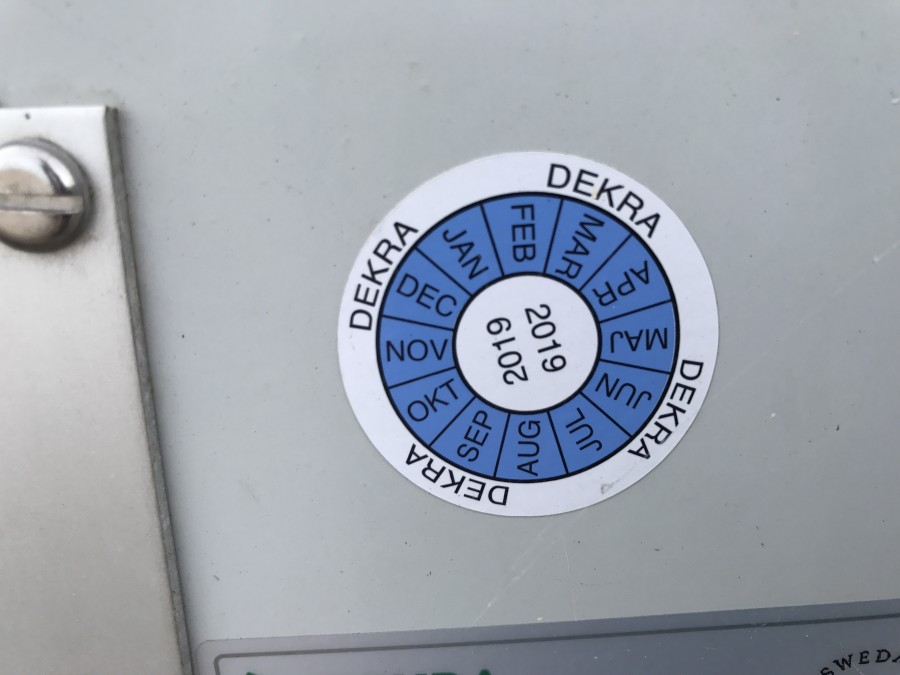 DEKRA
DEKRA
DEKRA
DEKRA
JAN
FEB
MAR
APR
MAJ
JUN
JUL
AUG
SEP
OKT
NOV
DEC
2019
2019